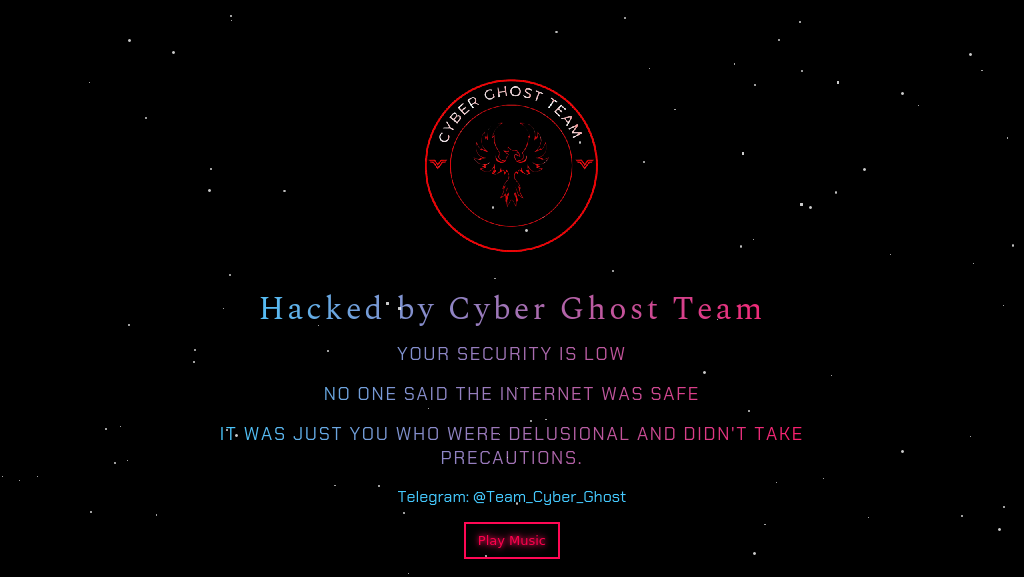 CYBER GHOST TEAM
Hacked by Cyber Ghost Team
YOUR SECURITY IS LOW
NO ONE SAID THE INTERNET WAS SAFE
IT WAS JUST YOU WHO WERE DELUSIONAL AND DIDN'T TAKE
PRECAUTIONS.
Telegram: @Team_Cyber_Ghost
Play Music